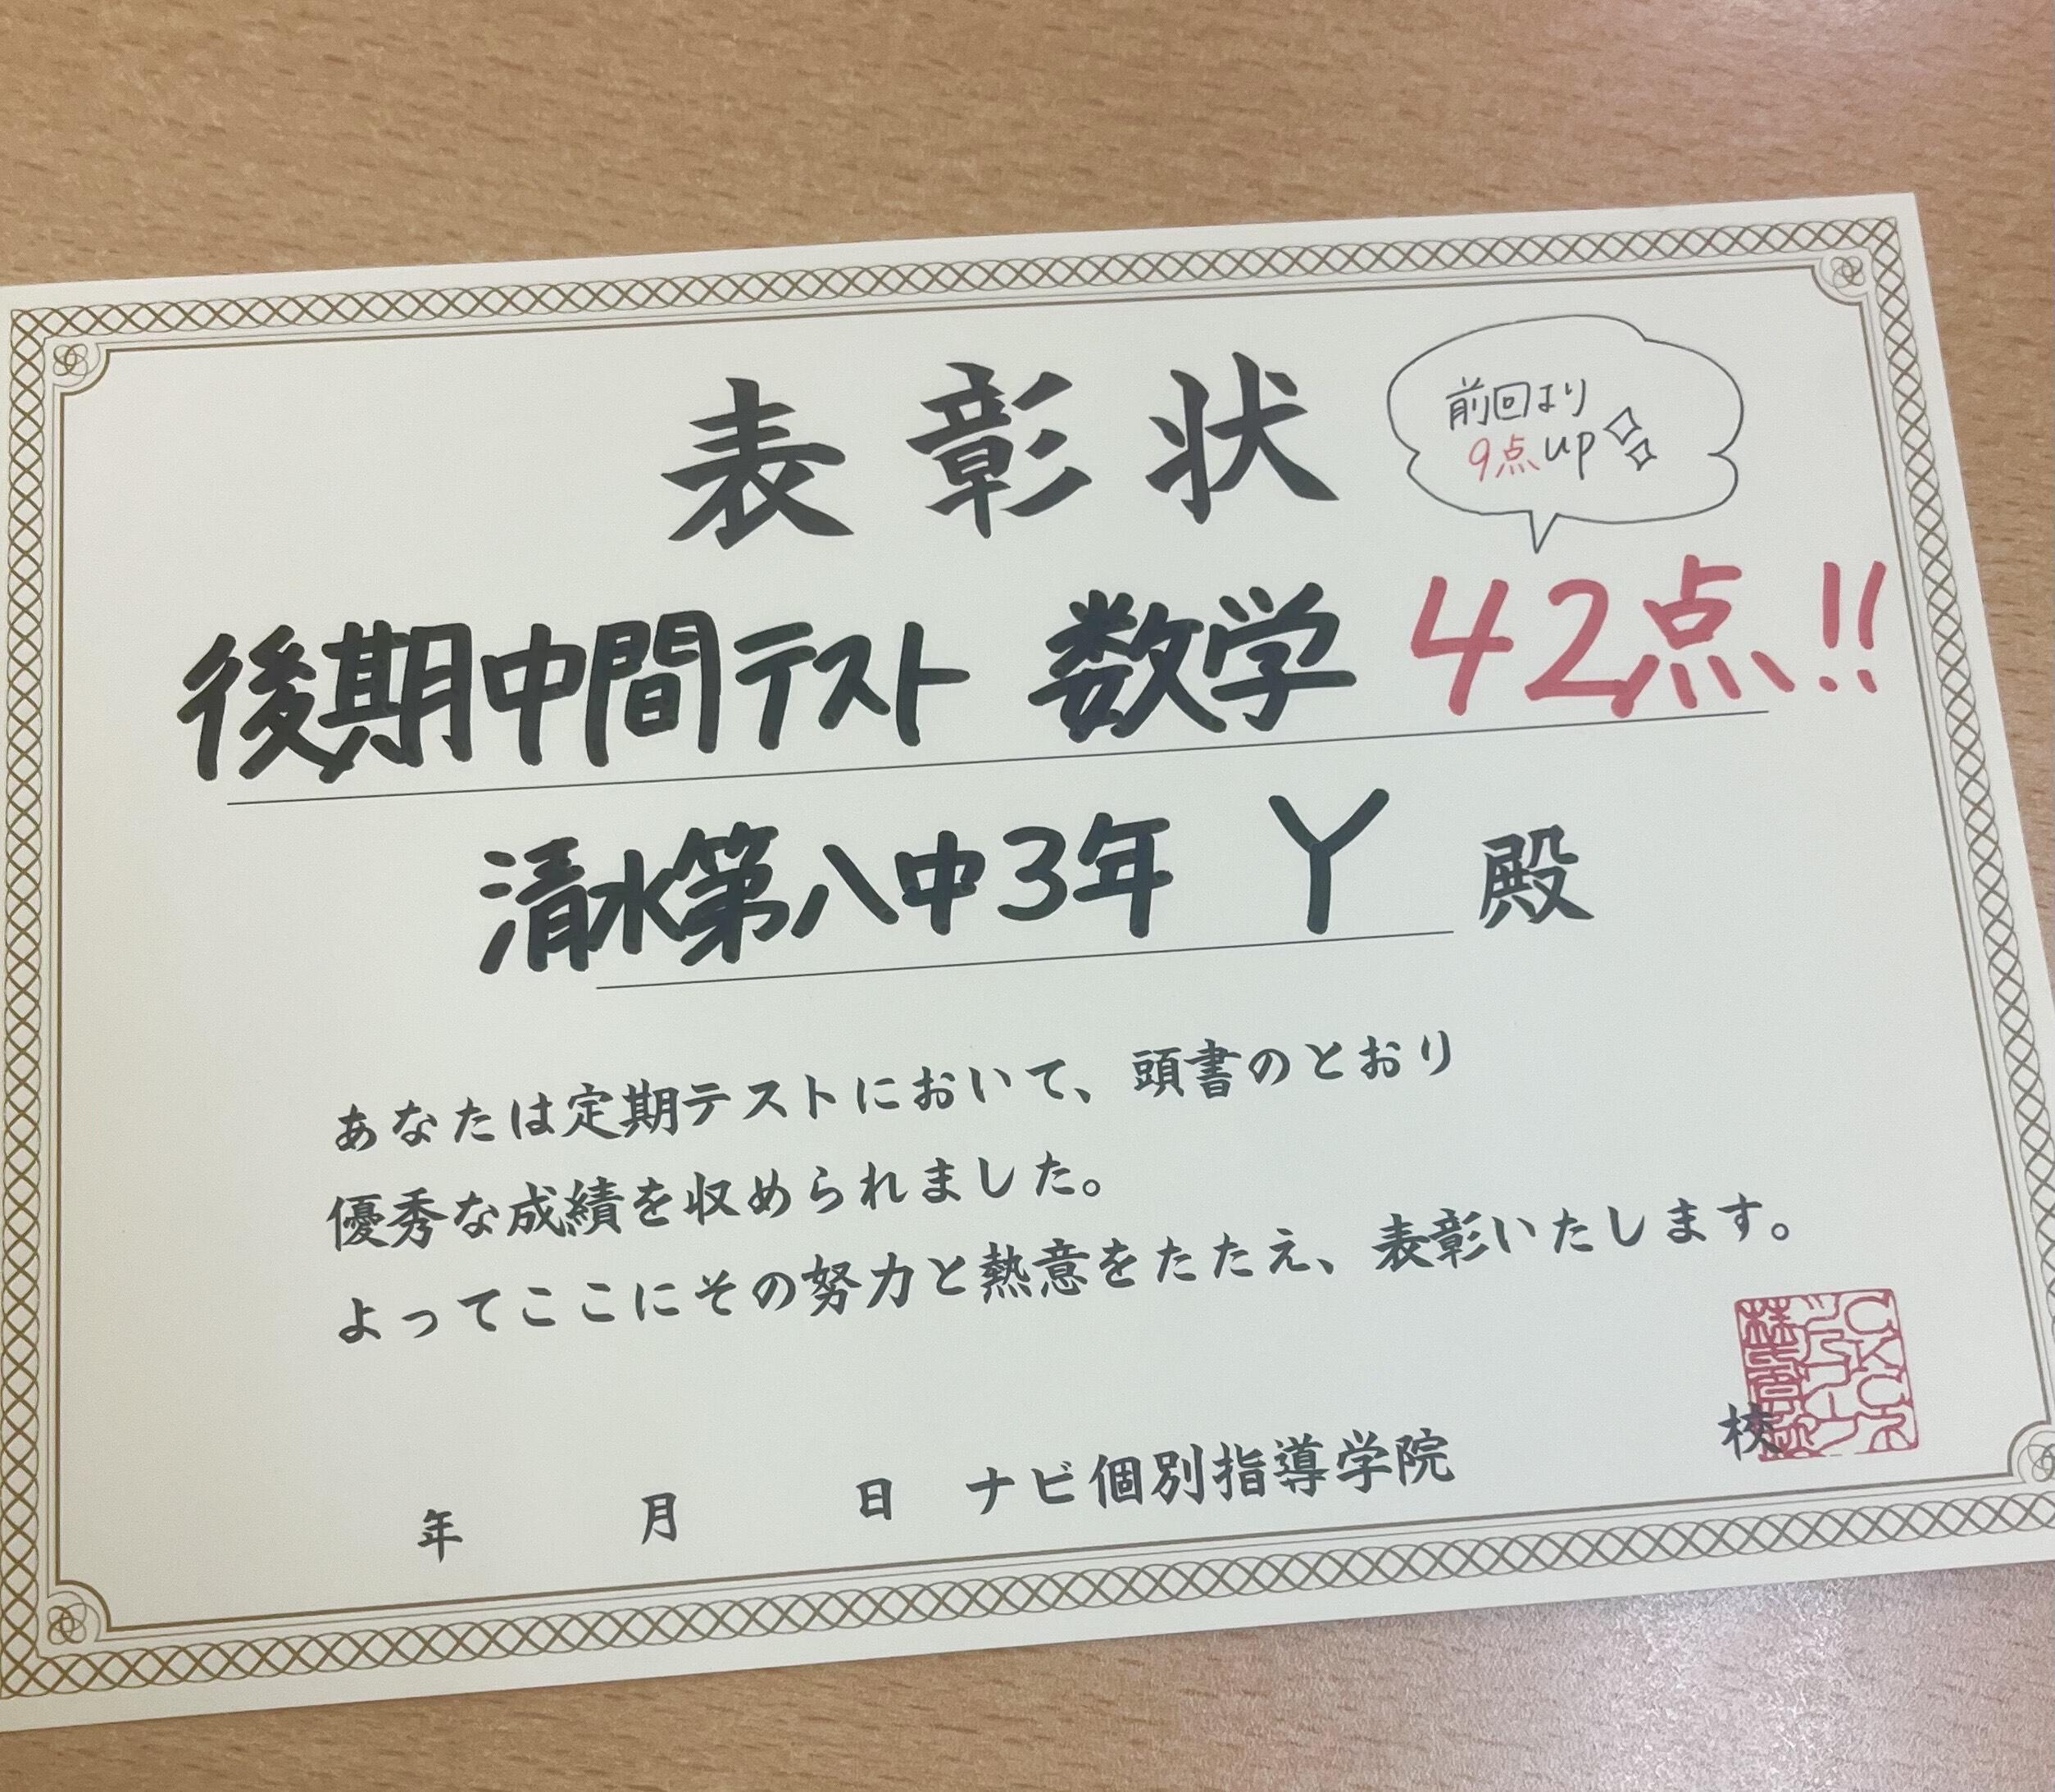 表彰状
前回より
9点up
後期中間テスト 数学 42点!!
清水第八中3年 Y 殿
あなたは定期テストにおいて、頭書のとおり
優秀な成績を収められました。
よってここにその努力と熱意をたたえ、表彰いたします。
年 月 日 ナビ個別指導学院 校